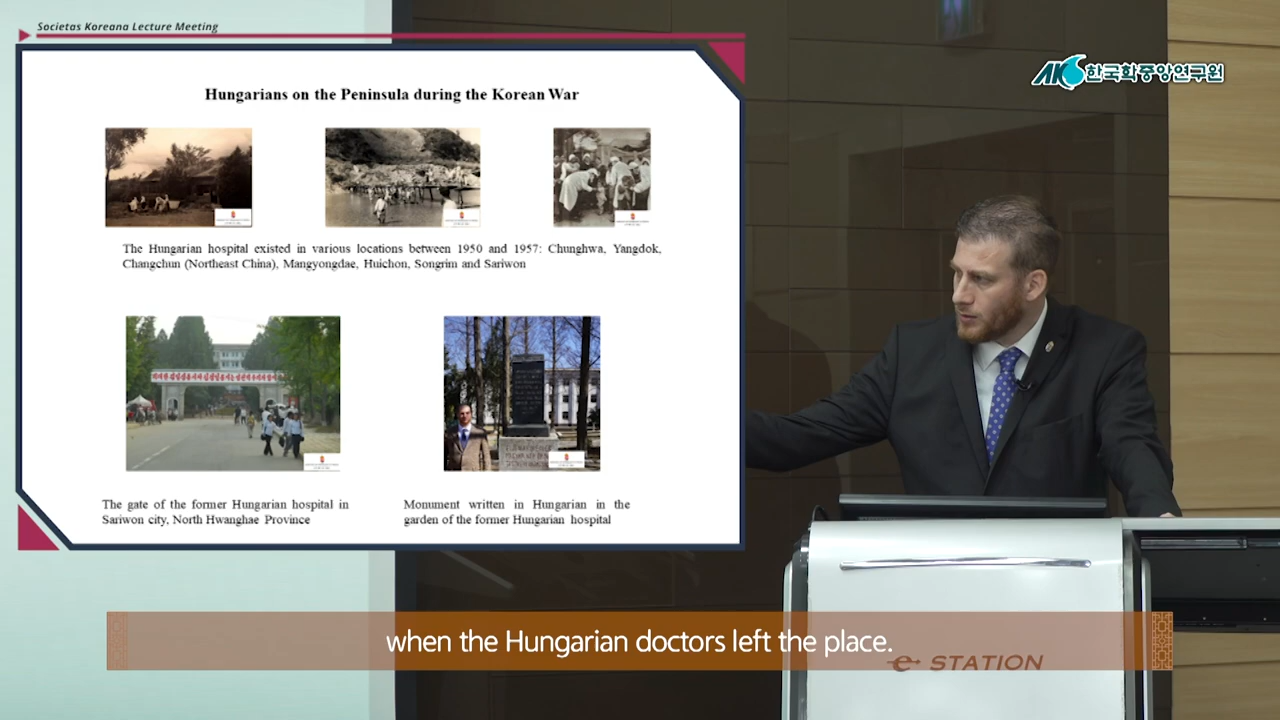 Societas Koreana Lecture Meeting
AKS 한국학중앙연구원
Hungarians on the Peninsula during the Korean War
The Hungarian hospital existed in various locations between 1950 and 1957: Chunghwa, Yangdok,
Changchun (Northeast China), Mangyongdae, Huichon, Songrim and Sariwon
The gate of the former Hungarian hospital in
Sariwon city, North Hwanghae Province
Monument written in Hungarian in the
garden of the former Hungarian hospital
when the Hungarian doctors left the place.
e STATION